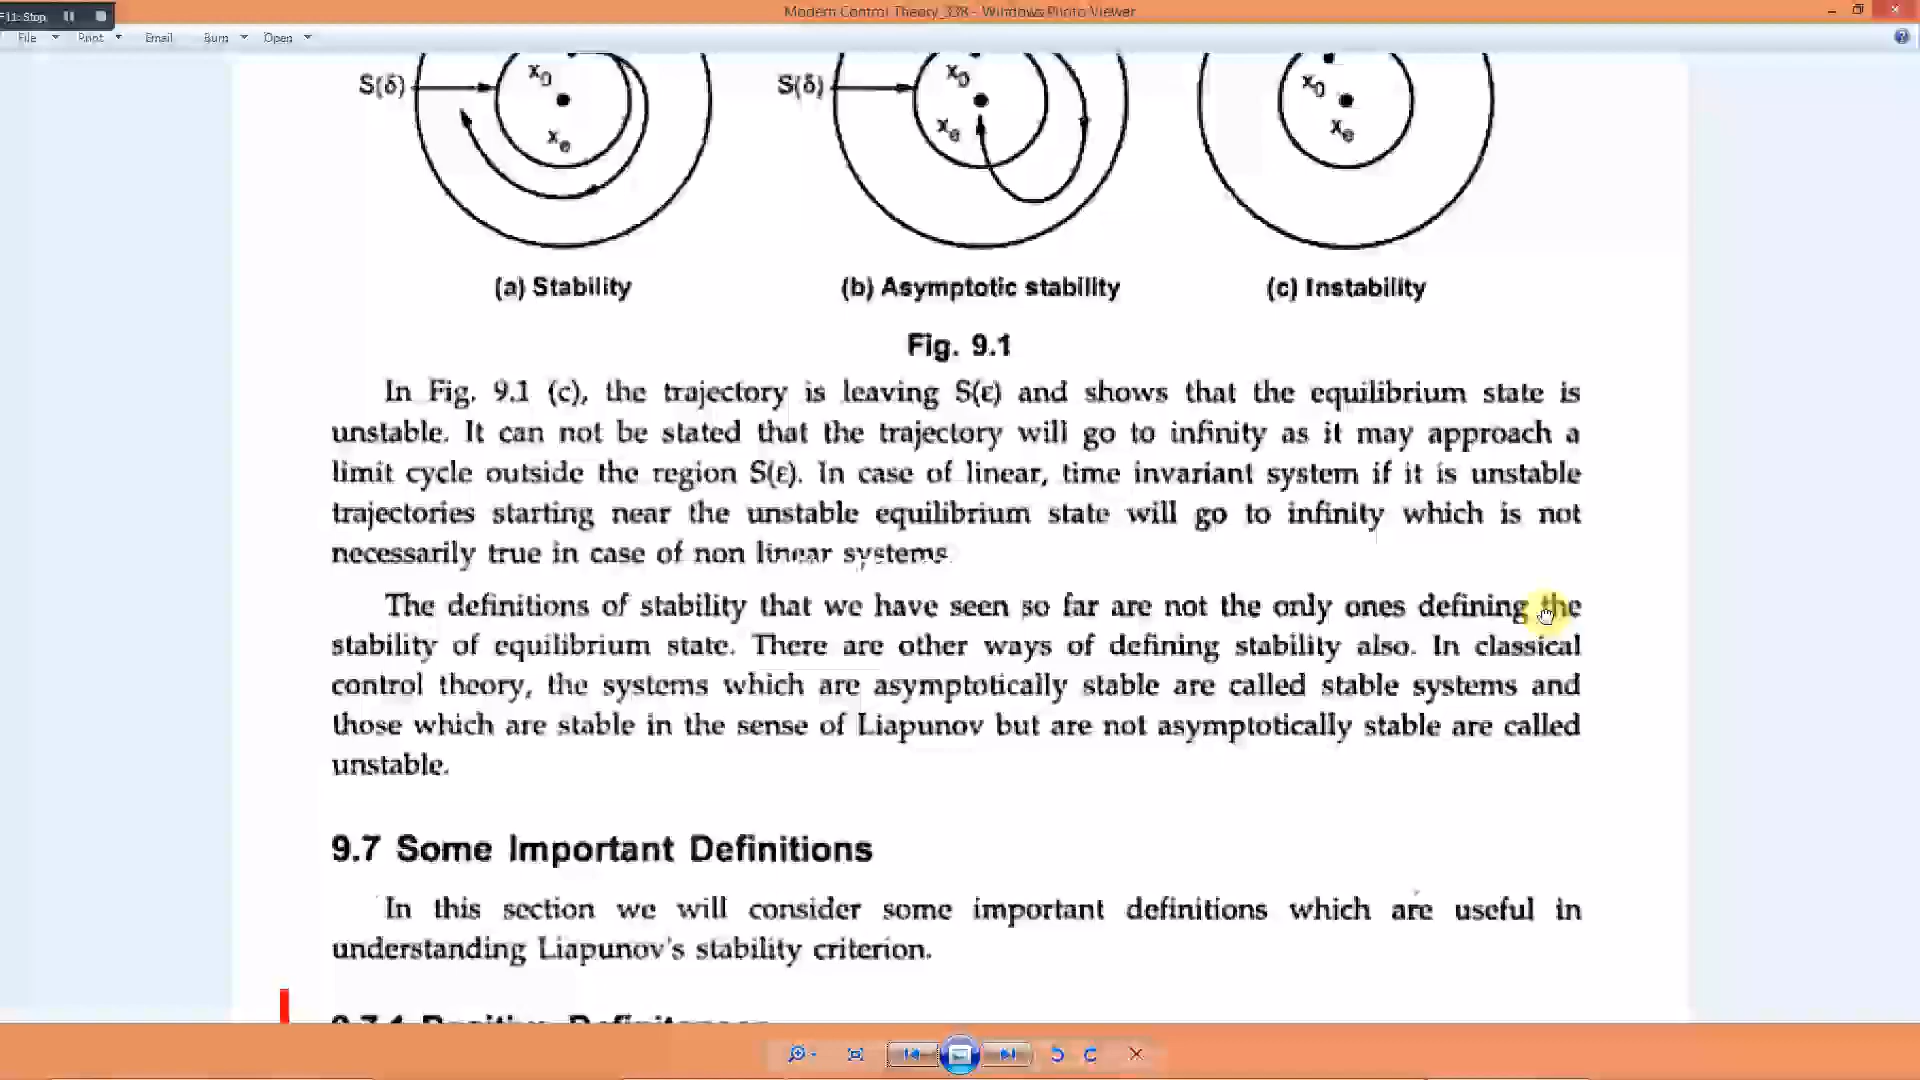 F11: Stop
Modern Control Theory_338 - Windows Photo Viewer
File Print Email Burn Open
S(δ) x0 S(δ) x0 x0
xe xe xe
(a) Stability (b) Asymptotic stability (c) Instability
Fig. 9.1
In Fig. 9.1 (c), the trajectory is leaving S(ε) and shows that the equilibrium state is
unstable. It can not be stated that the trajectory will go to infinity as it may approach a
limit cycle outside the region S(ε). In case of linear, time invariant system if it is unstable
trajectories starting near the unstable equilibrium state will go to infinity which is not
necessarily true in case of non linear systems.
The definitions of stability that we have seen so far are not the only ones defining the
stability of equilibrium state. There are other ways of defining stability also. In classical
control theory, the systems which are asymptotically stable are called stable systems and
those which are stable in the sense of Liapunov but are not asymptotically stable are called
unstable.
9.7 Some Important Definitions
In this section we will consider some important definitions which are useful in
understanding Liapunov's stability criterion.
9.7.1 Positive Definiteness